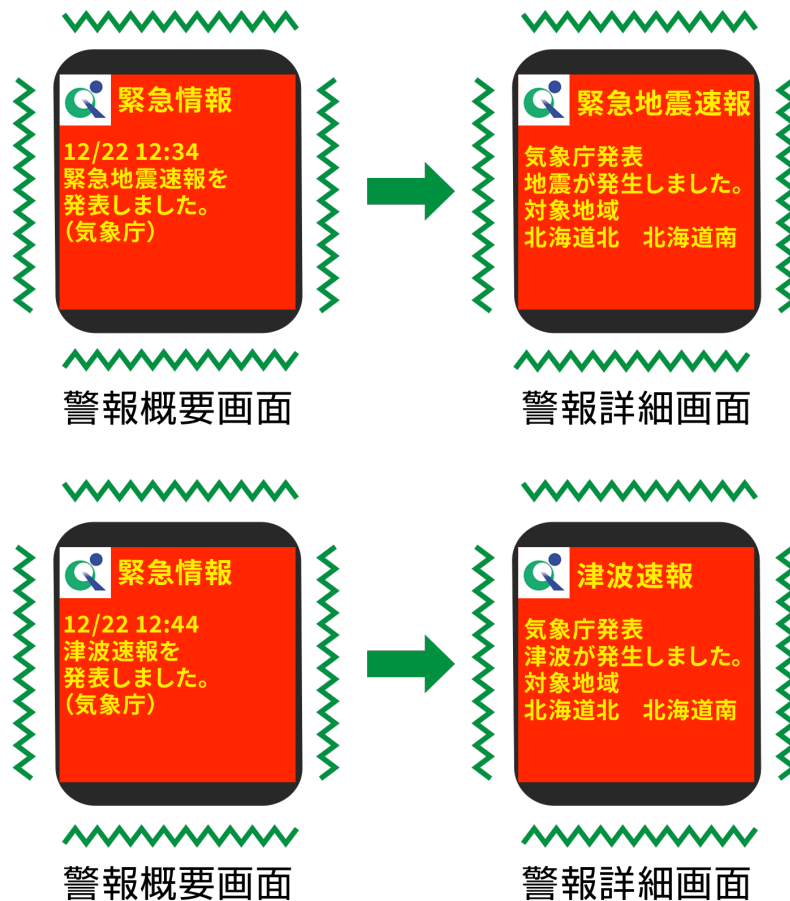 緊急情報
12/22 12:34
緊急地震速報を
発表しました。
(気象庁)
緊急地震速報
気象庁発表
地震が発生しました。
対象地域
北海道北　北海道南
警報概要画面
警報詳細画面
緊急情報
12/22 12:44
津波速報を
発表しました。
(気象庁)
津波速報
気象庁発表
津波が発生しました。
対象地域
北海道北　北海道南
警報概要画面
警報詳細画面